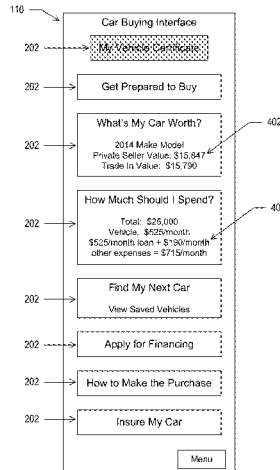 116
Car Buying Interface
202
My Vehicle Certificate
202
Get Prepared to Buy
202
What's My Car Worth?
402
2014 Make Model
Private Seller Value: $15,847
Trade In Value: $15,790
202
How Much Should I Spend?
40
Total: $25,000
Vehicle: $525/month
$525/month loan + $190/month
other expenses = $715/month
202
Find My Next Car
View Saved Vehicles
202
Apply for Financing
202
How to Make the Purchase
202
Insure My Car
Menu